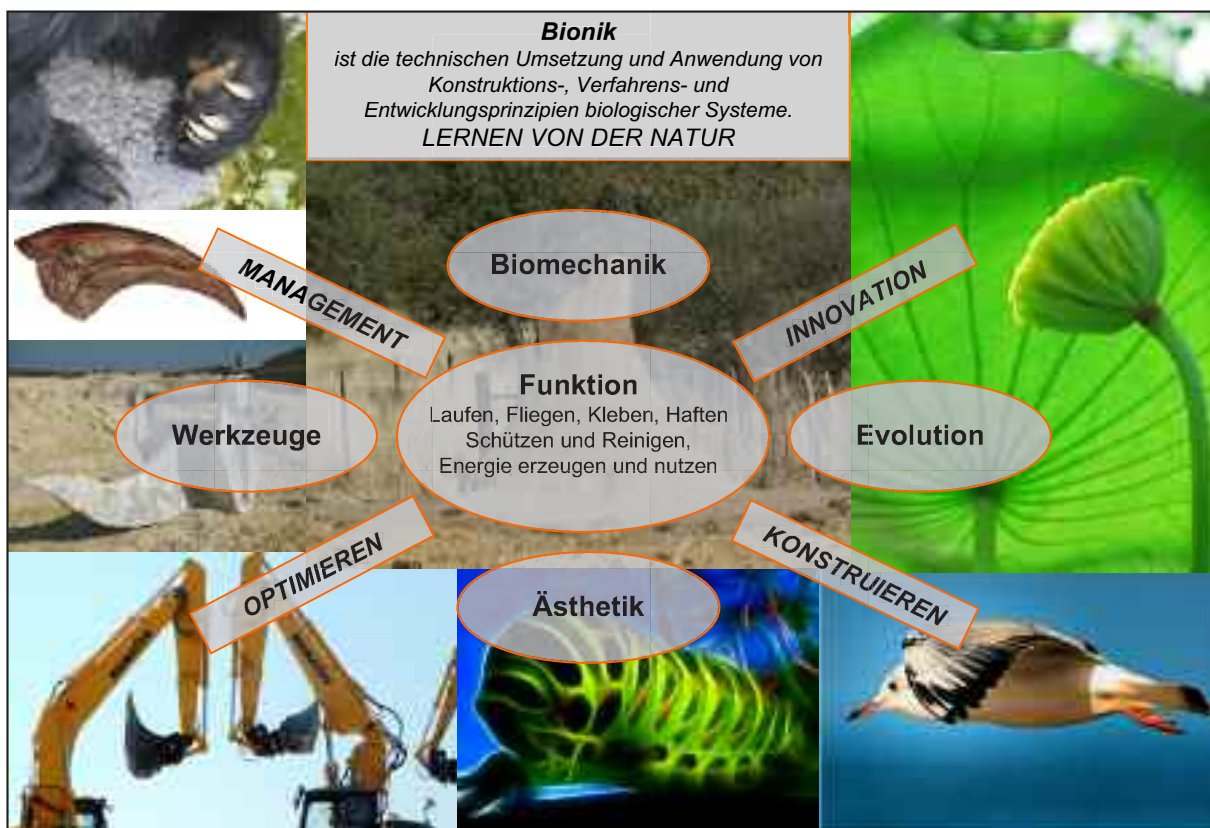 Bionik
ist die technischen Umsetzung und Anwendung von
Konstruktions-, Verfahrens- und
Entwicklungsprinzipien biologischer Systeme.
LERNEN VON DER NATUR
Biomechanik
MANAGEMENT
INNOVATION
Funktion
Laufen, Fliegen, Kleben, Haften
Schützen und Reinigen,
Energie erzeugen und nutzen
Werkzeuge
Evolution
OPTIMIEREN
KONSTRUIEREN
Ästhetik